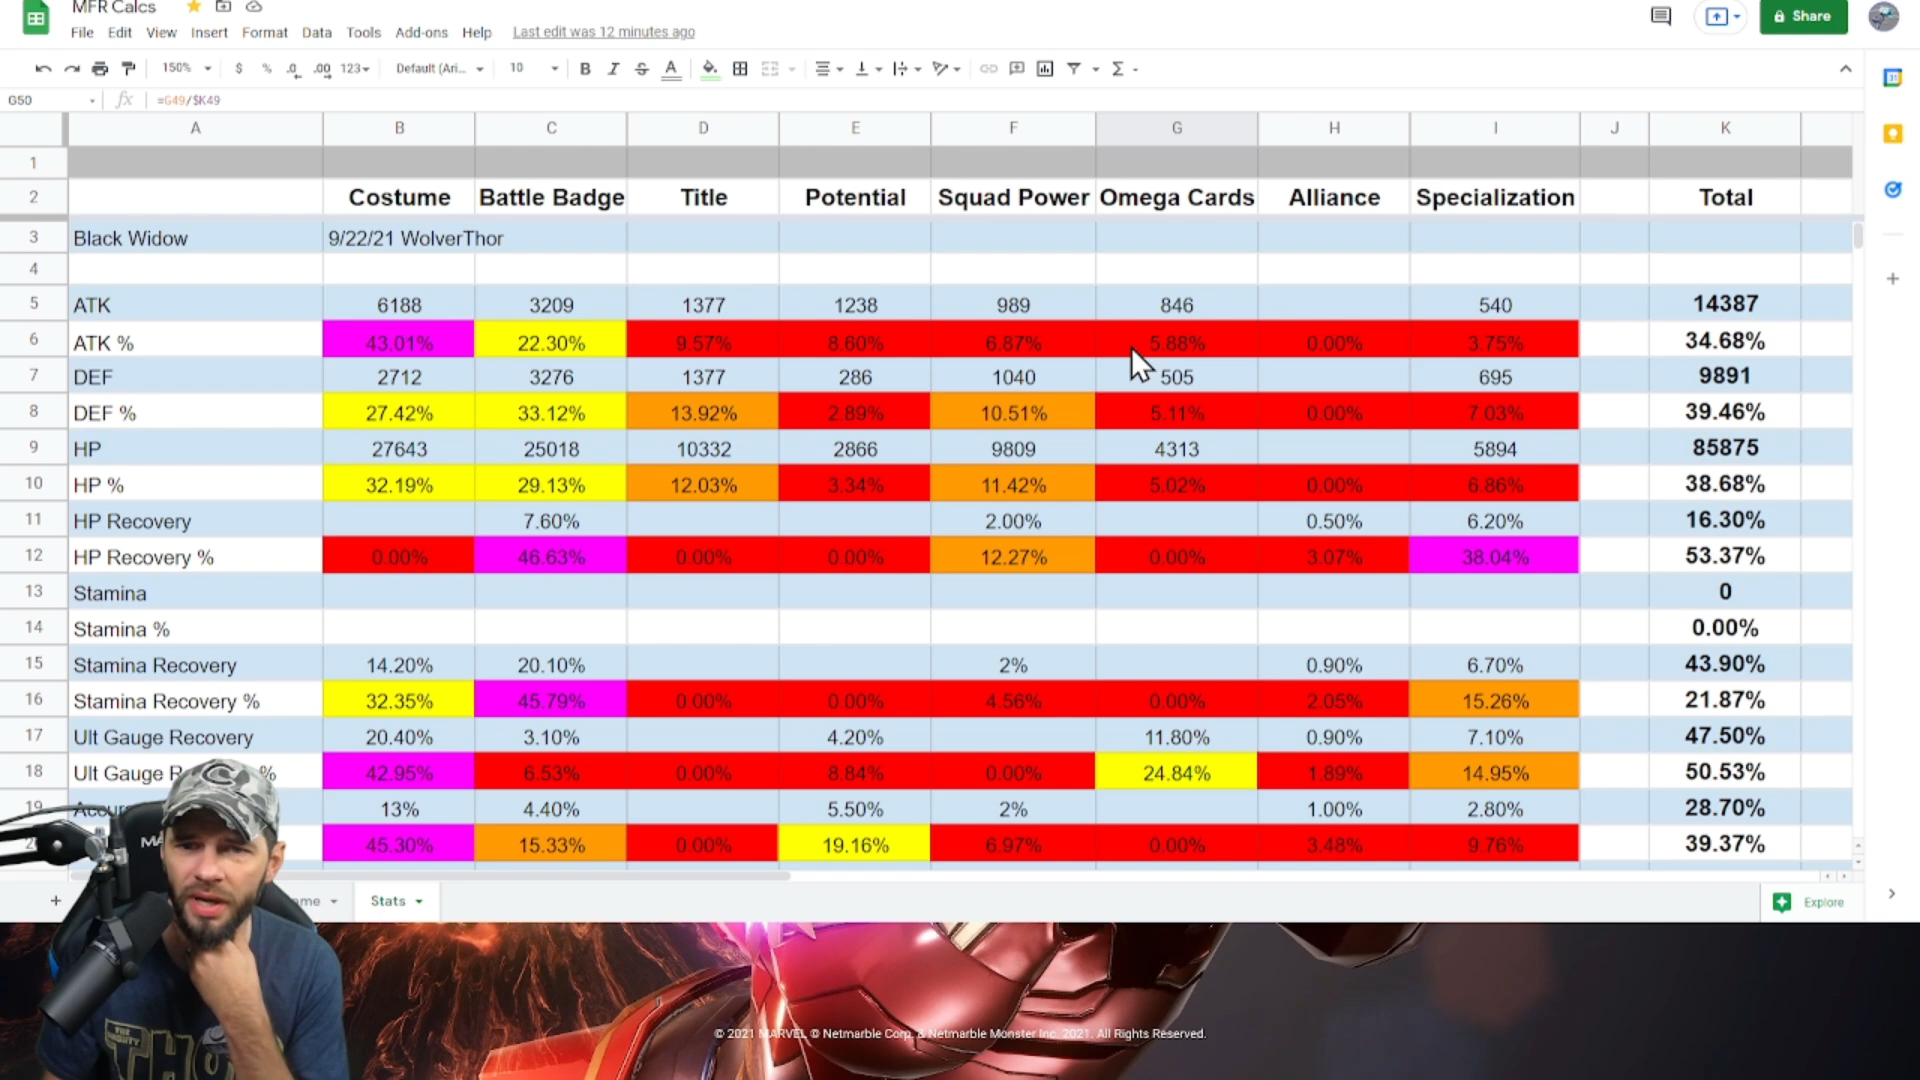 MFR Calcs
File Edit View Insert Format Data Tools Add-ons Help Last edit was 12 minutes ago
Share
150% $ % .0 .00 123 Default (Ari... 10 B I S A
G50 fx =G49/$K49
A B C D E F G H I J K
1
2 Costume Battle Badge Title Potential Squad Power Omega Cards Alliance Specialization Total
3 Black Widow 9/22/21 WolverThor
4
5 ATK 6188 3209 1377 1238 989 846 540 14387
6 ATK % 43.01% 22.30% 9.57% 8.60% 6.87% 5.88% 0.00% 3.75% 34.68%
7 DEF 2712 3276 1377 286 1040 505 695 9891
8 DEF % 27.42% 33.12% 13.92% 2.89% 10.51% 5.11% 0.00% 7.03% 39.46%
9 HP 27643 25018 10332 2866 9809 4313 5894 85875
10 HP % 32.19% 29.13% 12.03% 3.34% 11.42% 5.02% 0.00% 6.86% 38.68%
11 HP Recovery 7.60% 2.00% 0.50% 6.20% 16.30%
12 HP Recovery % 0.00% 46.63% 0.00% 0.00% 12.27% 0.00% 3.07% 38.04% 53.37%
13 Stamina 0
14 Stamina % 0.00%
15 Stamina Recovery 14.20% 20.10% 2% 0.90% 6.70% 43.90%
16 Stamina Recovery % 32.35% 45.79% 0.00% 0.00% 4.56% 0.00% 2.05% 15.26% 21.87%
17 Ult Gauge Recovery 20.40% 3.10% 4.20% 11.80% 0.90% 7.10% 47.50%
18 Ult Gauge R % 42.95% 6.53% 0.00% 8.84% 0.00% 24.84% 1.89% 14.95% 50.53%
19 Accur 13% 4.40% 5.50% 2% 1.00% 2.80% 28.70%
45.30% 15.33% 0.00% 19.16% 6.97% 0.00% 3.48% 9.76% 39.37%
Stats
Explore
© 2021 MARVEL © Netmarble Corp. & Netmarble Monster Inc. 2021. All Rights Reserved.